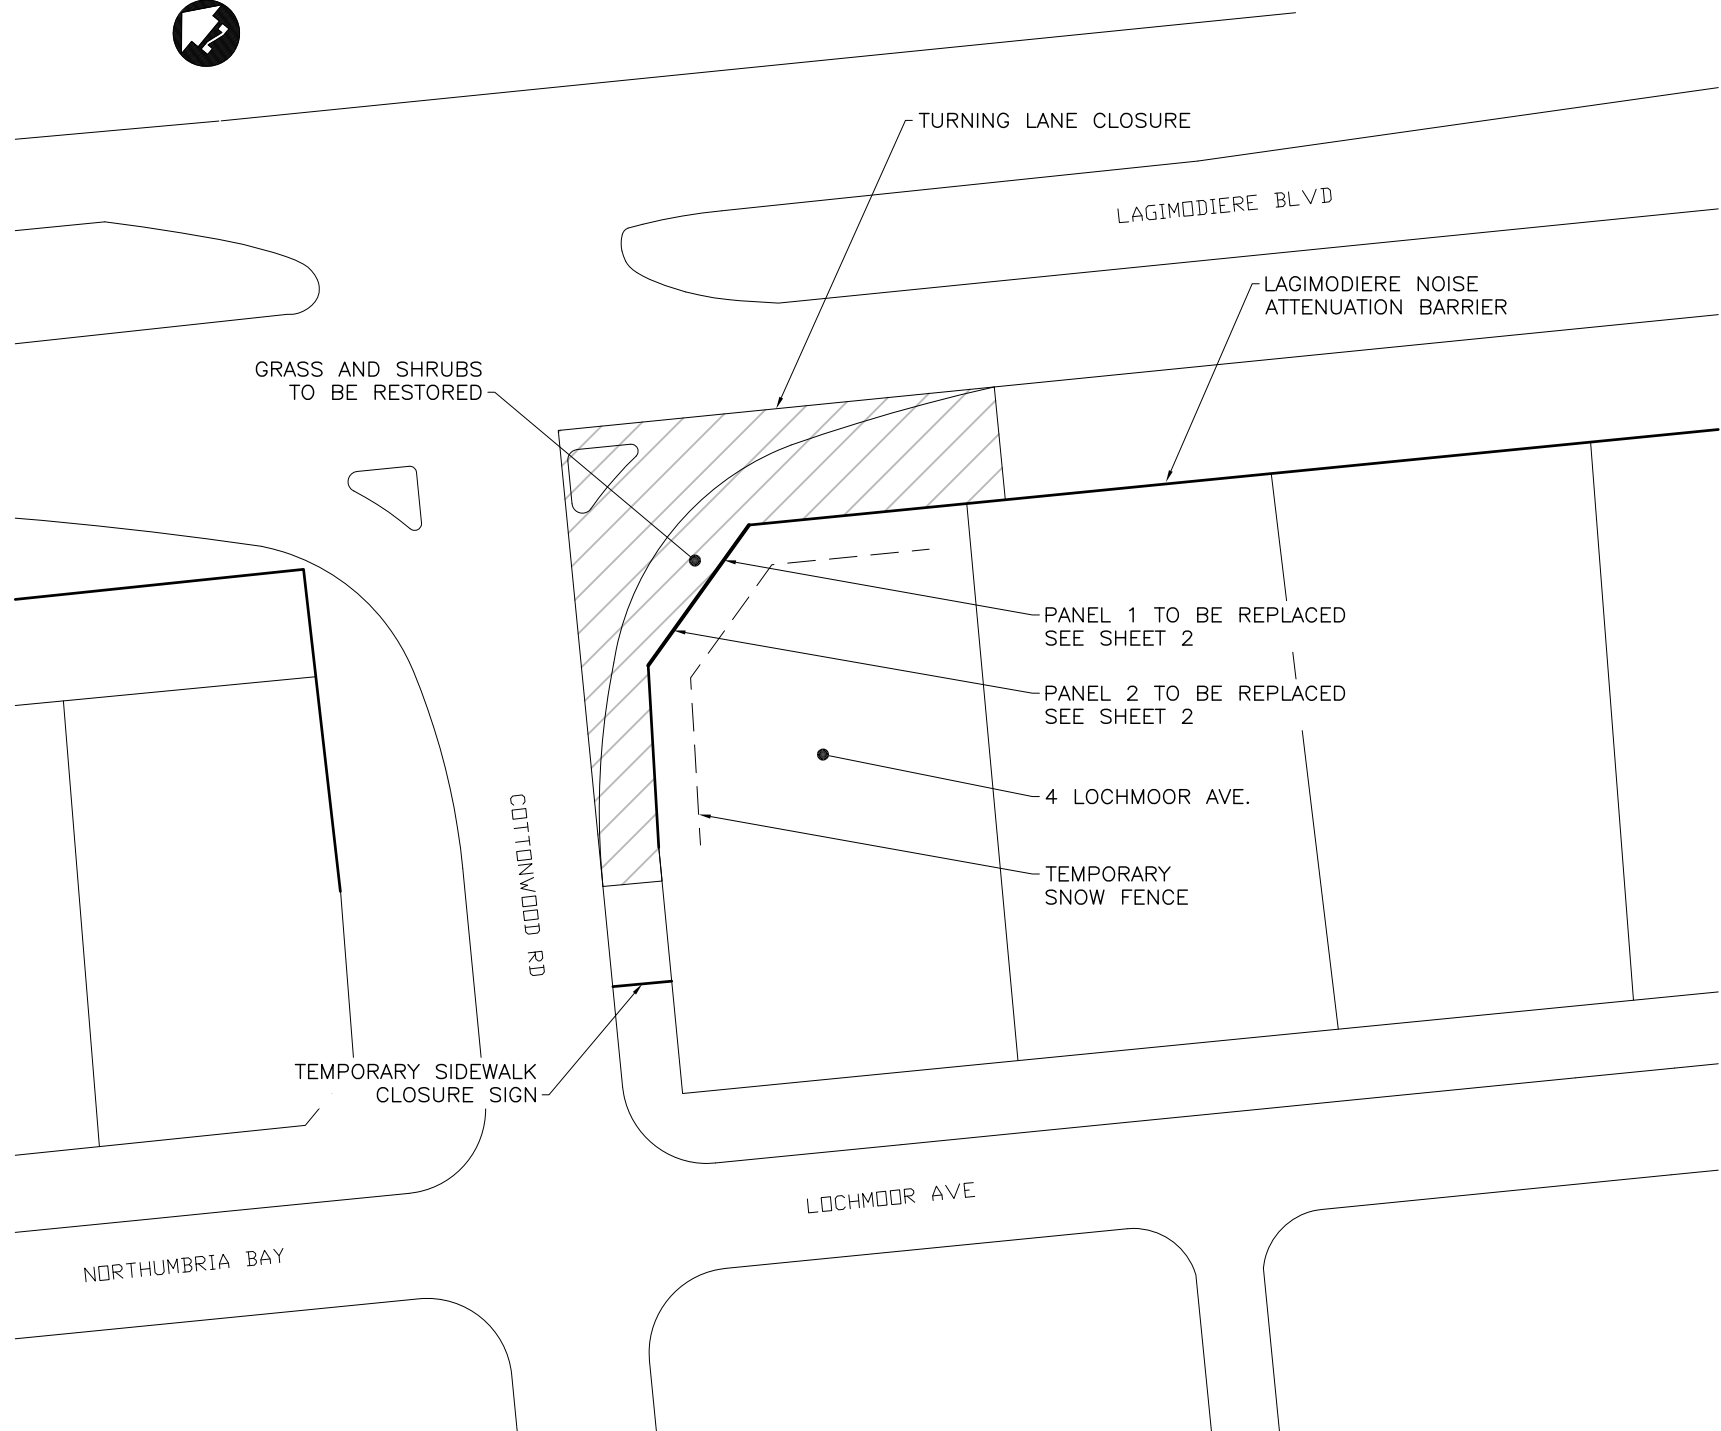 TURNING LANE CLOSURE
LAGIMODIERE BLVD
LAGIMODIERE NOISE
ATTENUATION BARRIER
GRASS AND SHRUBS
TO BE RESTORED
PANEL 1 TO BE REPLACED
SEE SHEET 2
PANEL 2 TO BE REPLACED
SEE SHEET 2
4 LOCHMOOR AVE.
COTTONWOOD RD
TEMPORARY
SNOW FENCE
TEMPORARY SIDEWALK
CLOSURE SIGN
LOCHMOOR AVE
NORTHUMBRIA BAY